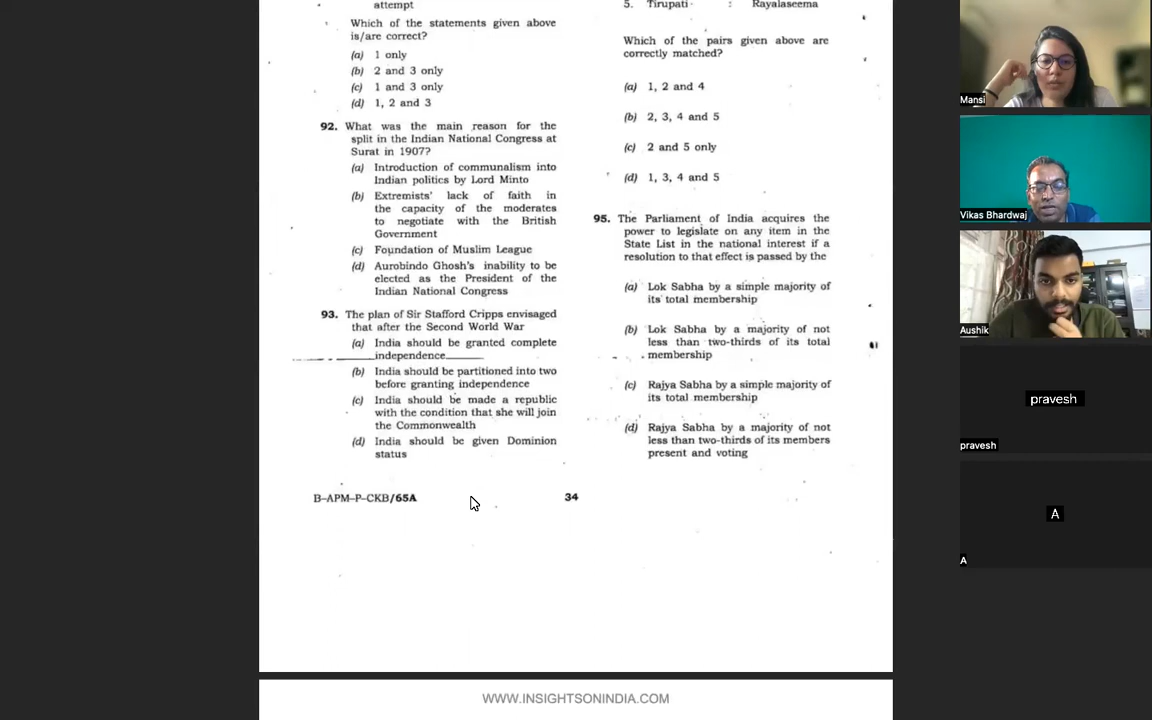 attempt
Which of the statements given above
is/are correct?
(a) 1 only
(b) 2 and 3 only
(c) 1 and 3 only
(d) 1, 2 and 3
92. What was the main reason for the
split in the Indian National Congress at
Surat in 1907?
(a) Introduction of communalism into
Indian politics by Lord Minto
(b) Extremists' lack of faith in
the capacity of the moderates
to negotiate with the British
Government
(c) Foundation of Muslim League
(d) Aurobindo Ghosh's inability to be
elected as the President of the
Indian National Congress
93. The plan of Sir Stafford Cripps envisaged
that after the Second World War
(a) India should be granted complete
independence
(b) India should be partitioned into two
before granting independence
(c) India should be made a republic
with the condition that she will join
the Commonwealth
(d) India should be given Dominion
status
5. Tirupati : Rayalaseema
Which of the pairs given above are
correctly matched?
(a) 1, 2 and 4
(b) 2, 3, 4 and 5
(c) 2 and 5 only
(d) 1, 3, 4 and 5
95. The Parliament of India acquires the
power to legislate on any item in the
State List in the national interest if a
resolution to that effect is passed by the
(a) Lok Sabha by a simple majority of
its total membership
(b) Lok Sabha by a majority of not
less than two-thirds of its total
membership
(c) Rajya Sabha by a simple majority of
its total membership
(d) Rajya Sabha by a majority of not
less than two-thirds of its members
present and voting
B-APM-P-CKB/65A
34
WWW.INSIGHTSONINDIA.COM
Mansi
Vikas Bhardwaj
Aushik
pravesh
pravesh
A
A